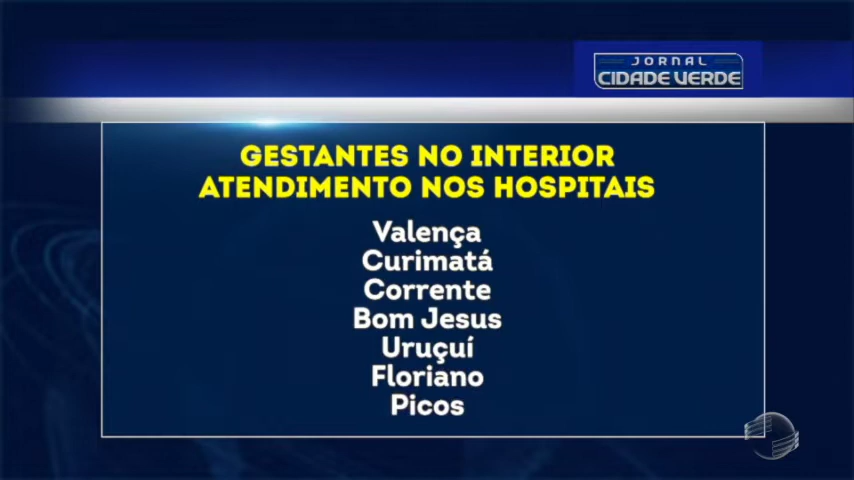 JORNAL
CIDADE VERDE
GESTANTES NO INTERIOR
ATENDIMENTO NOS HOSPITAIS
Valença
Curimatá
Corrente
Bom Jesus
Uruçuí
Floriano
Picos